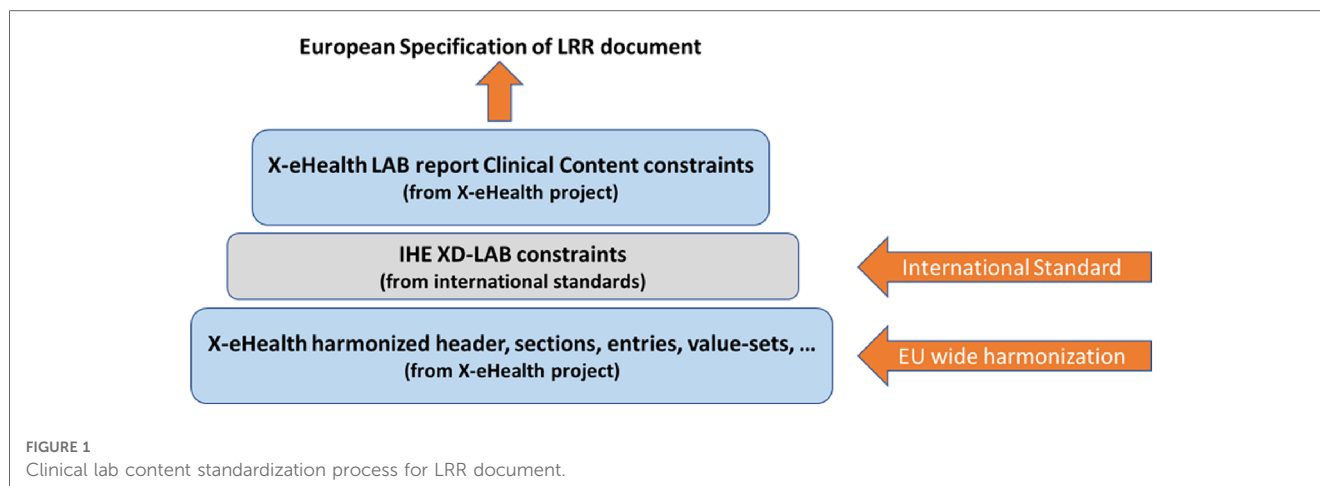 European Specification of LRR document
X-eHealth LAB report Clinical Content constraints
(from X-eHealth project)
IHE XD-LAB constraints
(from international standards)
International Standard
X-eHealth harmonized header, sections, entries, value-sets, ...
(from X-eHealth project)
EU wide harmonization
FIGURE 1
Clinical lab content standardization process for LRR document.